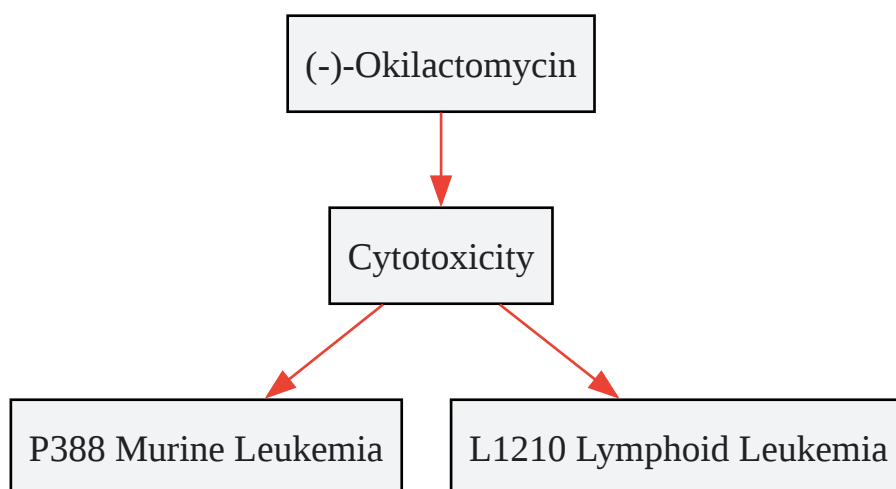 (-)-Okilactomycin
Cytotoxicity
P388 Murine Leukemia
L1210 Lymphoid Leukemia